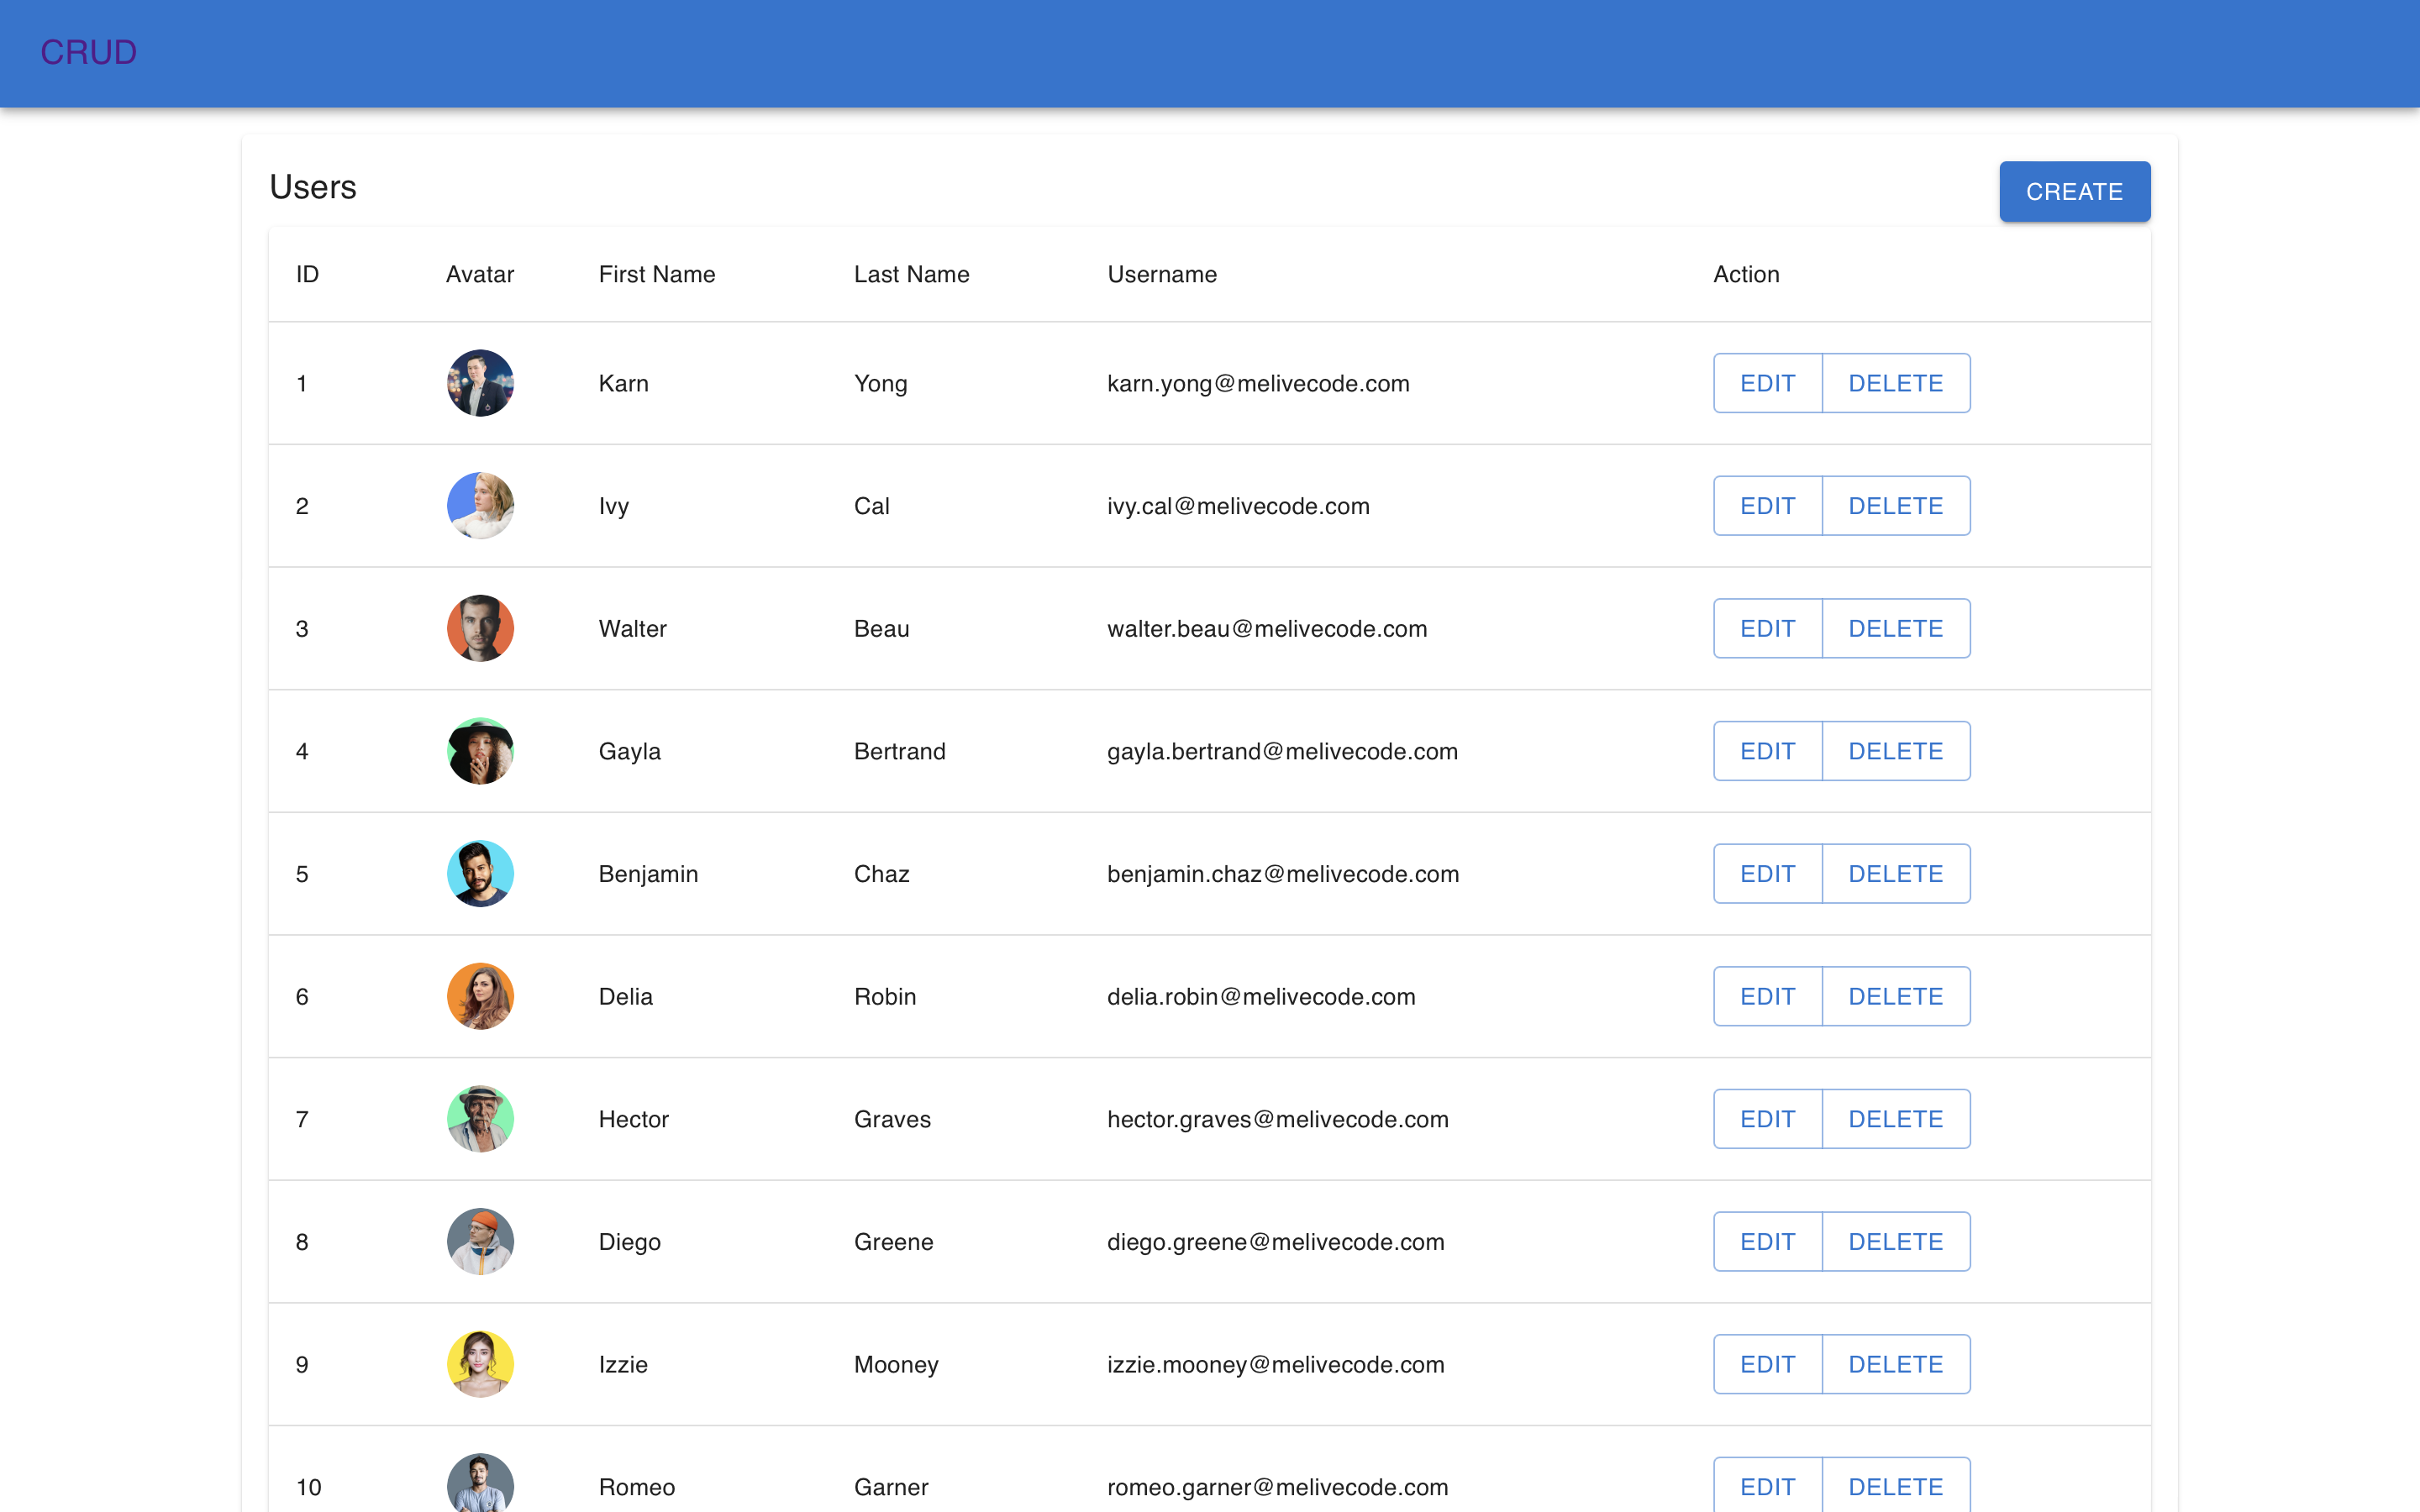 CRUD
Users CREATE
ID Avatar First Name Last Name Username Action
1 Karn Yong karn.yong@melivecode.com EDIT DELETE
2 Ivy Cal ivy.cal@melivecode.com EDIT DELETE
3 Walter Beau walter.beau@melivecode.com EDIT DELETE
4 Gayla Bertrand gayla.bertrand@melivecode.com EDIT DELETE
5 Benjamin Chaz benjamin.chaz@melivecode.com EDIT DELETE
6 Delia Robin delia.robin@melivecode.com EDIT DELETE
7 Hector Graves hector.graves@melivecode.com EDIT DELETE
8 Diego Greene diego.greene@melivecode.com EDIT DELETE
9 Izzie Mooney izzie.mooney@melivecode.com EDIT DELETE
10 Romeo Garner romeo.garner@melivecode.com EDIT DELETE